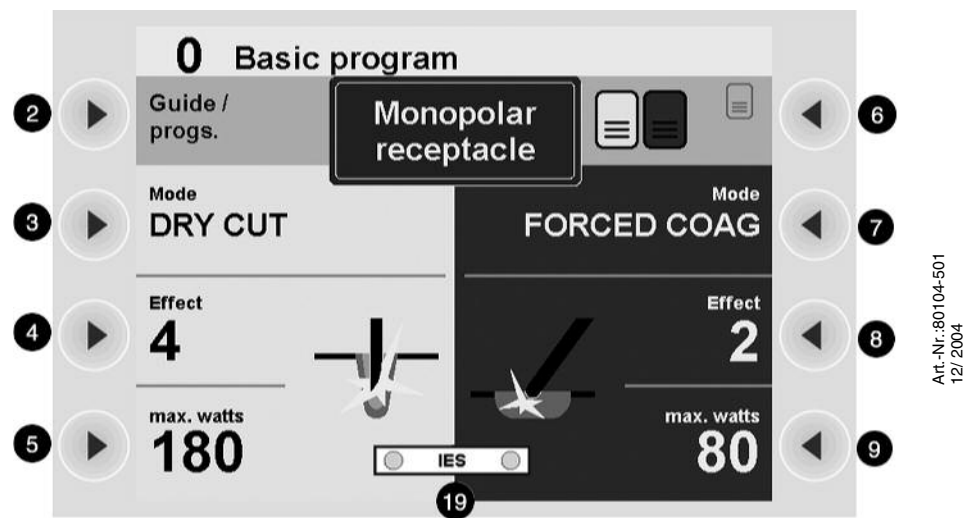 0 Basic program
2
Guide /
progs.
Monopolar
receptacle
6
3
Mode
DRY CUT
Mode
FORCED COAG
7
4
Effect
4
Effect
2
8
5
max. watts
180
IES
max. watts
80
9
19
Art.-Nr.:80104-501
12/ 2004